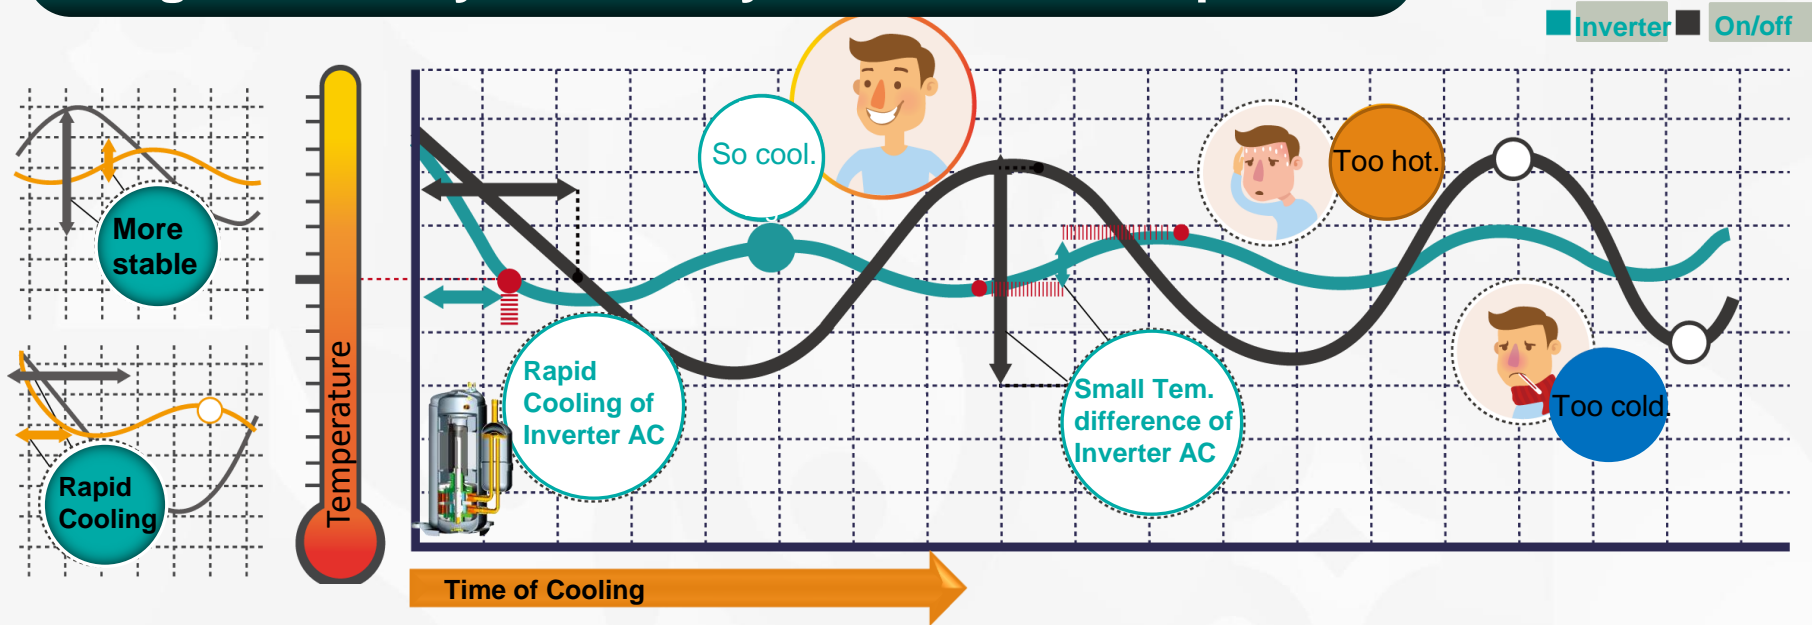 Inverter
On/off
So cool.
Too hot.
More
stable
Rapid
Cooling of
Inverter AC
Small Tem.
difference of
Inverter AC
Too cold.
Temperature
Rapid
Cooling
Time of Cooling